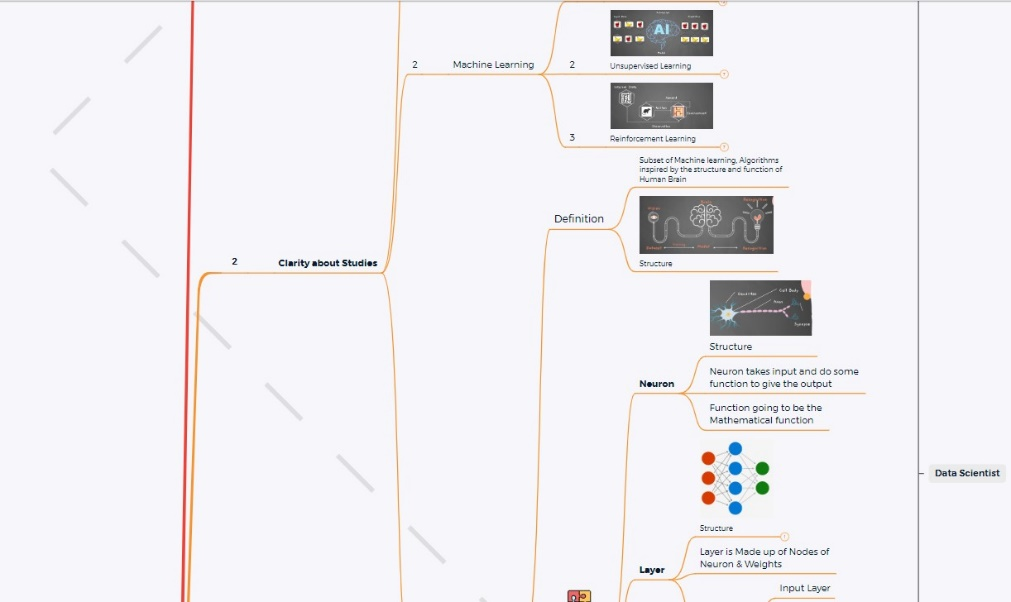 AI
2
Machine Learning
2
Unsupervised Learning
3
Reinforcement Learning
Subset of Machine learning, Algorithms
inspired by the structure and function of
Human Brain
Definition
Structure
2
Clarity about Studies
Cell Body
Structure
Neuron takes input and do some
function to give the output
Neuron
Function going to be the
Mathematical function
Data Scientist
Structure
Layer is Made up of Nodes of
Neuron & Weights
Layer
Input Layer